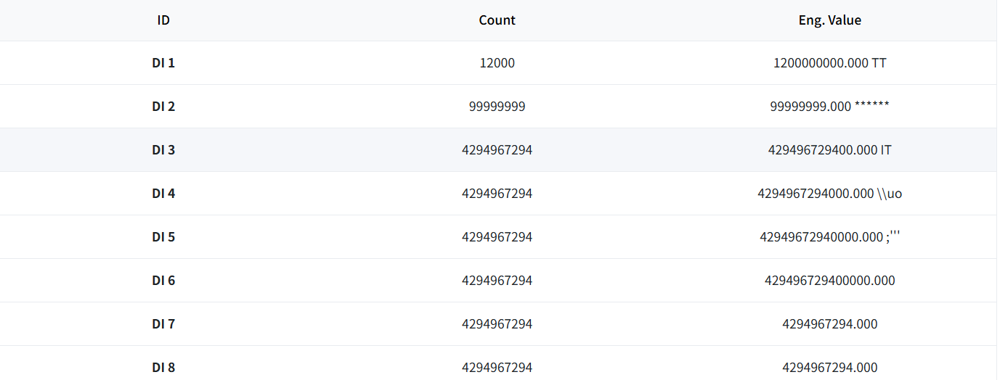 ID Count Eng. Value
DI 1 12000 1200000000.000 TT
DI 2 99999999 99999999.000 ******
DI 3 4294967294 429496729400.000 IT
DI 4 4294967294 4294967294000.000 \\uo
DI 5 4294967294 42949672940000.000 ;'''
DI 6 4294967294 429496729400000.000
DI 7 4294967294 4294967294.000
DI 8 4294967294 4294967294.000